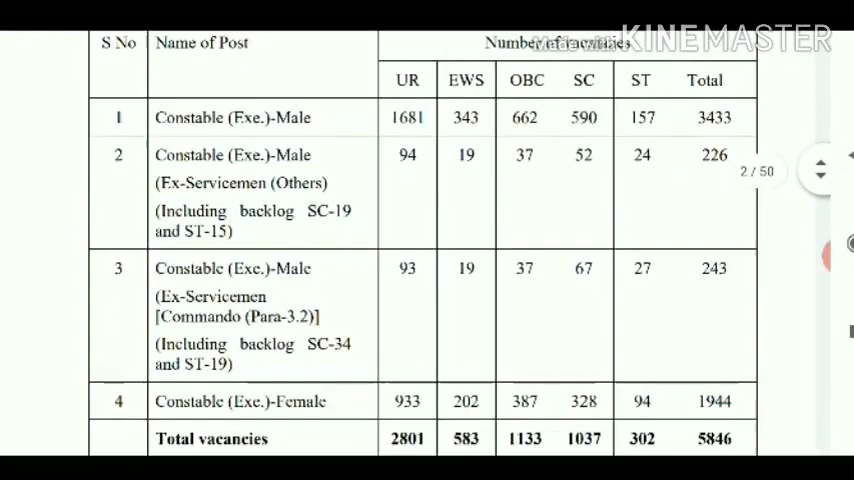 Made with KINEMASTER
S No Name of Post Number of vacancies
UR EWS OBC SC ST Total
1 Constable (Exe.)-Male 1681 343 662 590 157 3433
2 Constable (Exe.)-Male 94 19 37 52 24 226
2 / 50
(Ex-Servicemen (Others)
(Including backlog SC-19
and ST-15)
3 Constable (Exe.)-Male 93 19 37 67 27 243
(Ex-Servicemen
[Commando (Para-3.2)]
(Including backlog SC-34
and ST-19)
4 Constable (Exe.)-Female 933 202 387 328 94 1944
Total vacancies 2801 583 1133 1037 302 5846